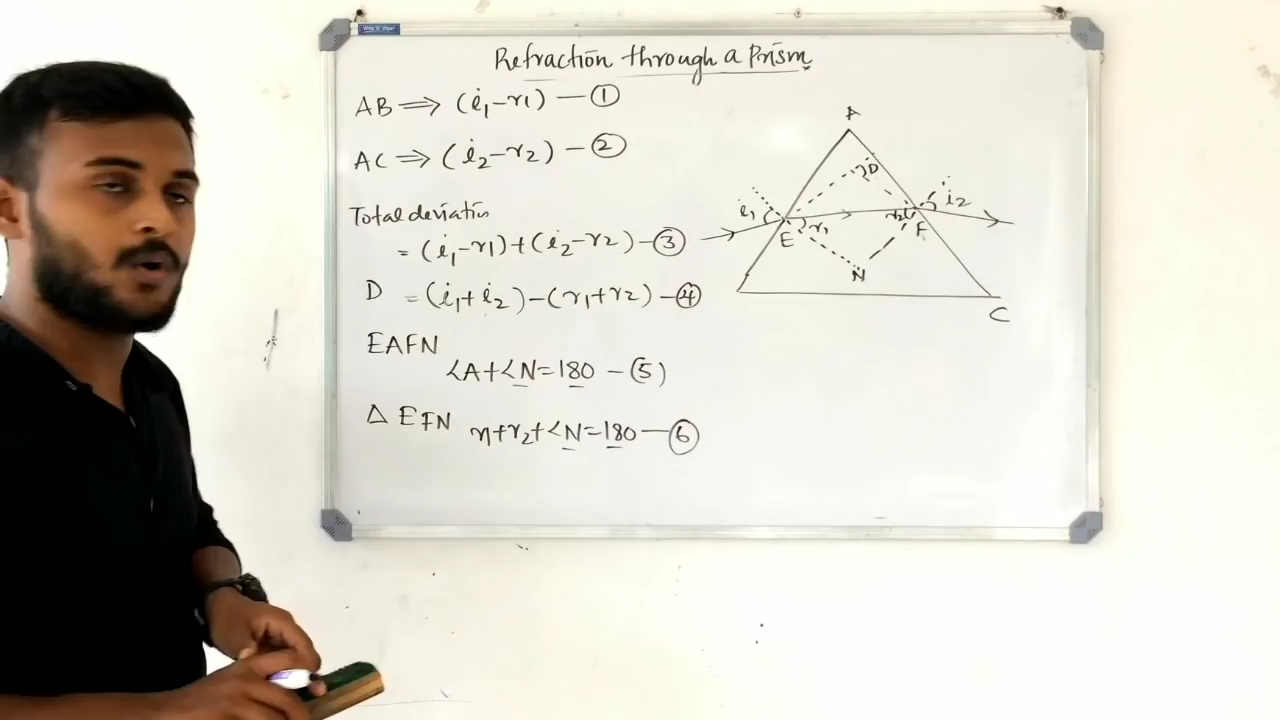 Refraction through a Prism
AB ⟹ (i₁-r₁) — ①
AC ⟹ (i₂-r₂) — ②
Total deviation
= (i₁-r₁)+(i₂-r₂) - ③
D = (i₁+i₂)-(r₁+r₂) - ④
EAFN
<A+<N=180 - ⑤
Δ EFN r₁+r₂+<N=180 — ⑥
A
D
i₁
i₂
r₁
r₂
E
F
N
C